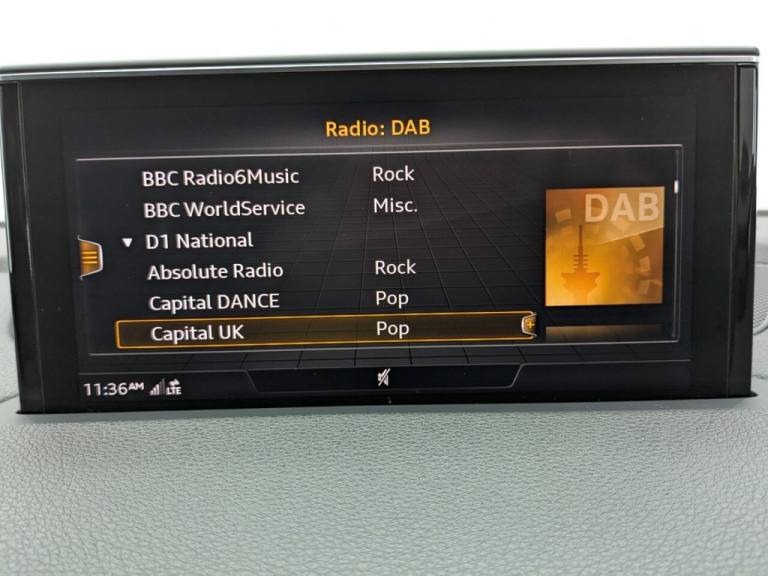 Radio: DAB
BBC Radio6Music Rock
BBC WorldService Misc.
D1 National
Absolute Radio Rock
Capital DANCE Pop
Capital UK Pop
DAB
11:36AM LTE